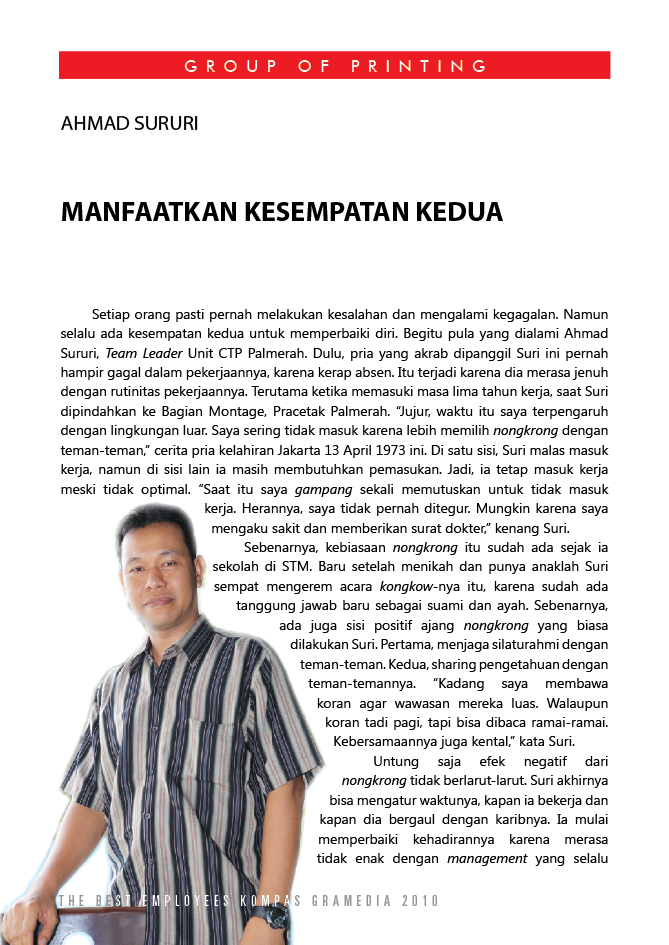 GROUP OF PRINTING
AHMAD SURURI
MANFAATKAN KESEMPATAN KEDUA
Setiap orang pasti pernah melakukan kesalahan dan mengalami kegagalan. Namun
selalu ada kesempatan kedua untuk memperbaiki diri. Begitu pula yang dialami Ahmad
Sururi, Team Leader Unit CTP Palmerah. Dulu, pria yang akrab dipanggil Suri ini pernah
hampir gagal dalam pekerjaannya, karena kerap absen. Itu terjadi karena dia merasa jenuh
dengan rutinitas pekerjaannya. Terutama ketika memasuki masa lima tahun kerja, saat Suri
dipindahkan ke Bagian Montage, Pracetak Palmerah. “Jujur, waktu itu saya terpengaruh
dengan lingkungan luar. Saya sering tidak masuk karena lebih memilih nongkrong dengan
teman-teman,” cerita pria kelahiran Jakarta 13 April 1973 ini. Di satu sisi, Suri malas masuk
kerja, namun di sisi lain ia masih membutuhkan pemasukan. Jadi, ia tetap masuk kerja
meski tidak optimal. “Saat itu saya gampang sekali memutuskan untuk tidak masuk
kerja. Herannya, saya tidak pernah ditegur. Mungkin karena saya
mengaku sakit dan memberikan surat dokter,” kenang Suri.
Sebenarnya, kebiasaan nongkrong itu sudah ada sejak ia
sekolah di STM. Baru setelah menikah dan punya anaklah Suri
sempat mengerem acara kongkow-nya itu, karena sudah ada
tanggung jawab baru sebagai suami dan ayah. Sebenarnya,
ada juga sisi positif ajang nongkrong yang biasa
dilakukan Suri. Pertama, menjaga silaturahmi dengan
teman-teman. Kedua, sharing pengetahuan dengan
teman-temannya. “Kadang saya membawa
koran agar wawasan mereka luas. Walaupun
koran tadi pagi, tapi bisa dibaca ramai-ramai.
Kebersamaannya juga kental,” kata Suri.
Untung saja efek negatif dari
nongkrong tidak berlarut-larut. Suri akhirnya
bisa mengatur waktunya, kapan ia bekerja dan
kapan dia bergaul dengan karibnya. Ia mulai
memperbaiki kehadirannya karena merasa
tidak enak dengan management yang selalu
THE BEST EMPLOYEES KOMPAS GRAMEDIA 2010